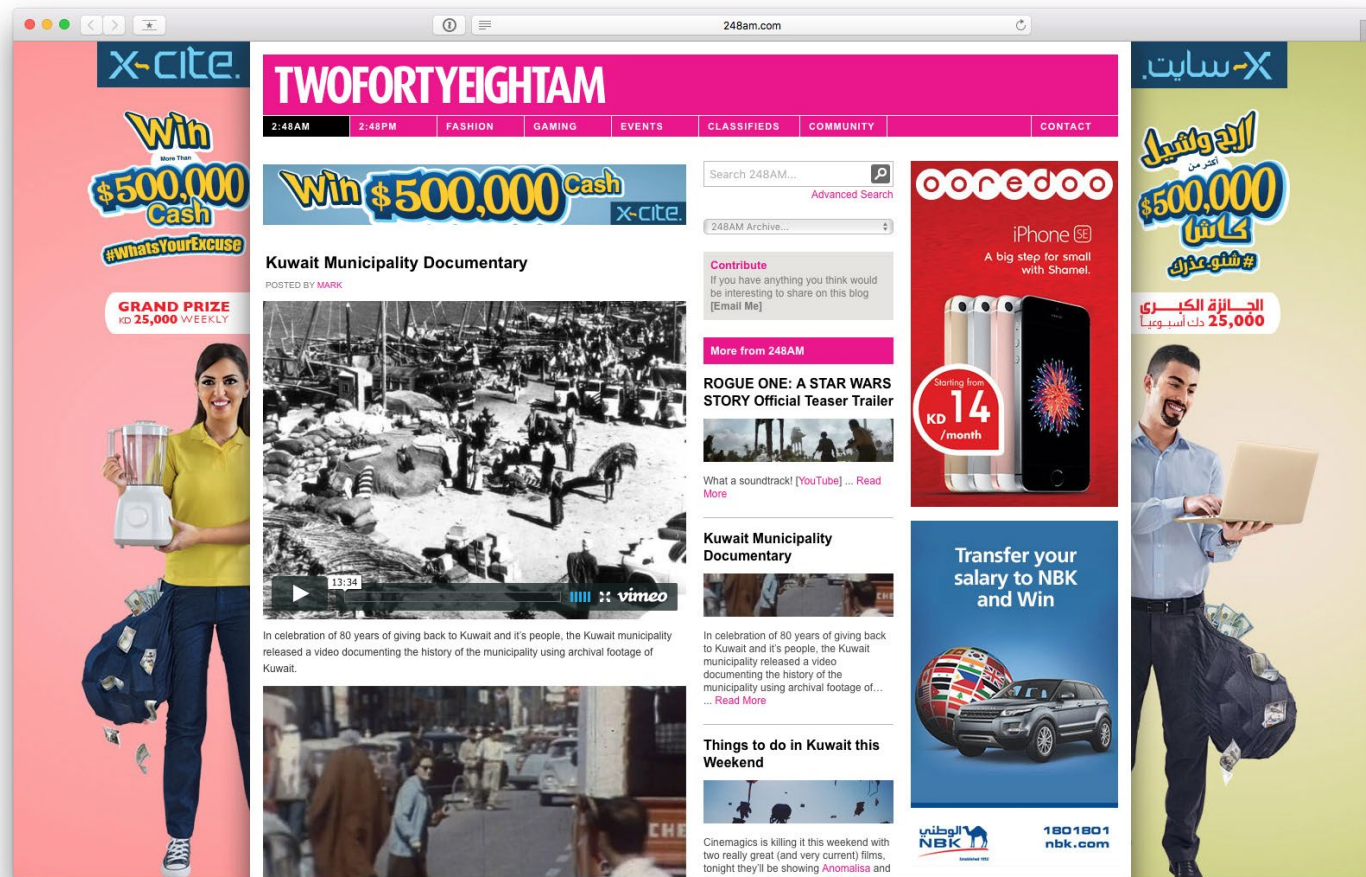 248am.com
X-cite.
Win
More Than
$500,000
Cash
#WhatsYourExcuse
GRAND PRIZE
KD 25,000 WEEKLY
TWOFORTYEIGHTAM
2:48AM
2:48PM
FASHION
GAMING
EVENTS
CLASSIFIEDS
COMMUNITY
CONTACT
Win $500,000 Cash
X-CITE.
Kuwait Municipality Documentary
POSTED BY MARK
13:34
vimeo
In celebration of 80 years of giving back to Kuwait and it's people, the Kuwait municipality
released a video documenting the history of the municipality using archival footage of
Kuwait.
CHE
Search 248AM...
Advanced Search
248AM Archive...
Contribute
If you have anything you think would
be interesting to share on this blog
[Email Me]
More from 248AM
ROGUE ONE: A STAR WARS
STORY Official Teaser Trailer
What a soundtrack! [YouTube] ... Read
More
Kuwait Municipality
Documentary
CHE
In celebration of 80 years of giving back
to Kuwait and it's people, the Kuwait
municipality released a video
documenting the history of the
municipality using archival footage of…
... Read More
Things to do in Kuwait this
Weekend
Cinemagics is killing it this weekend with
two really great (and very current) films,
tonight they'll be showing Anomalisa and
ooredoo
iPhone SE
A big step for small
with Shamel.
Starting from
KD 14
/month
Transfer your
salary to NBK
and Win
الوطني
NBK
Established 1952
1801801
nbk.com
X-سايت.
اربح وشيل
أكثر من
$500,000
كاش
#شنو_عذرك
الجائزة الكبرى
25,000 دك أسبوعياً